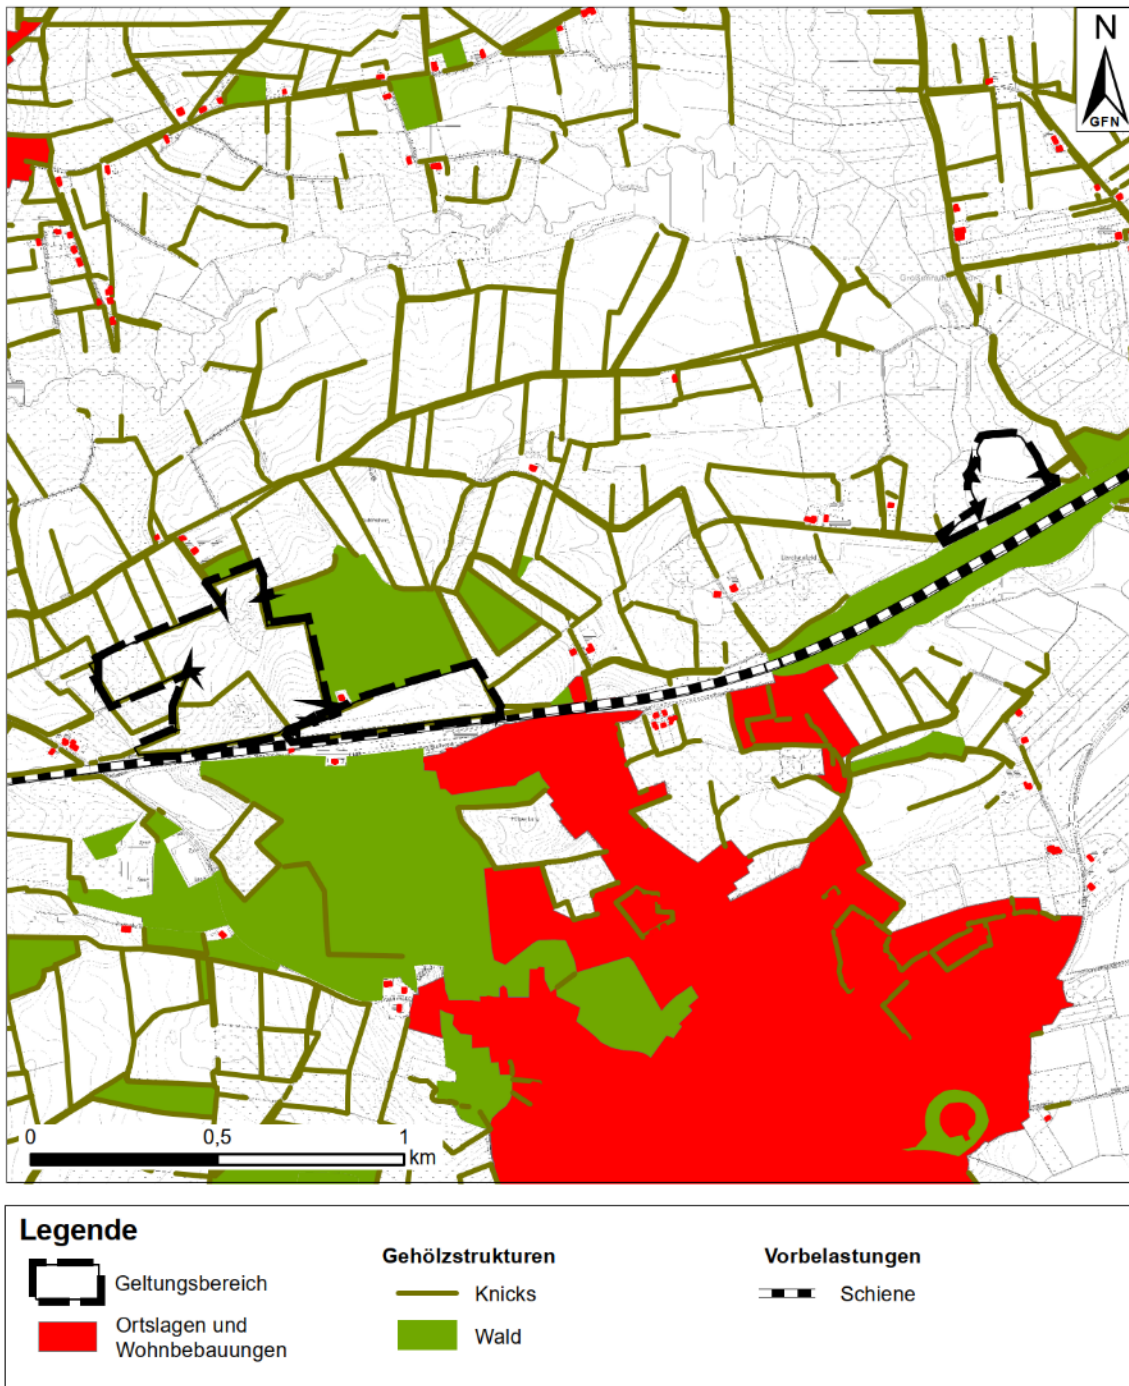 N
GFN
0 0,5 1
km
Legende
Geltungsbereich
Ortslagen und
Wohnbebauungen
Gehölzstrukturen
Knicks
Wald
Vorbelastungen
Schiene